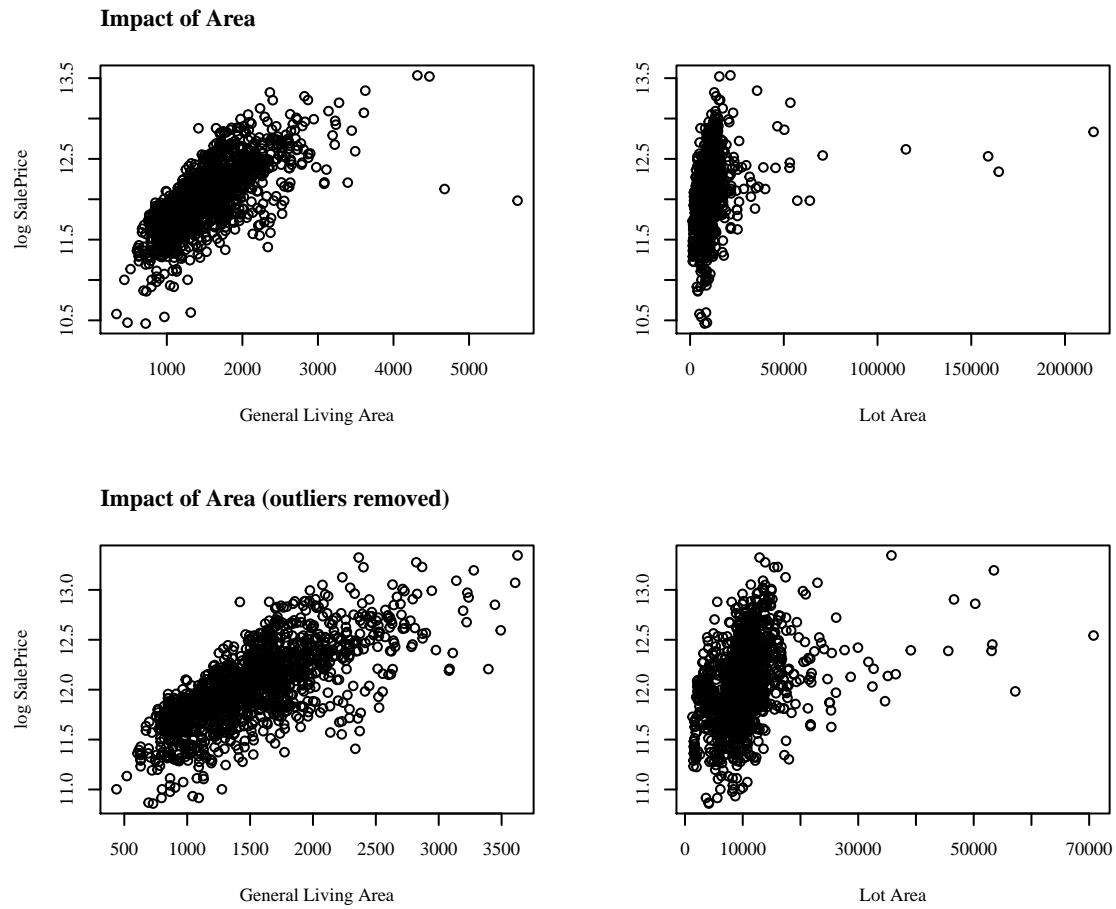 Impact of Area
13.5
12.5
11.5
10.5
log SalePrice
1000 2000 3000 4000 5000
General Living Area
13.5
12.5
11.5
10.5
0 50000 100000 150000 200000
Lot Area
Impact of Area (outliers removed)
13.0
12.5
12.0
11.5
11.0
log SalePrice
500 1000 1500 2000 2500 3000 3500
General Living Area
13.0
12.5
12.0
11.5
11.0
0 10000 30000 50000 70000
Lot Area